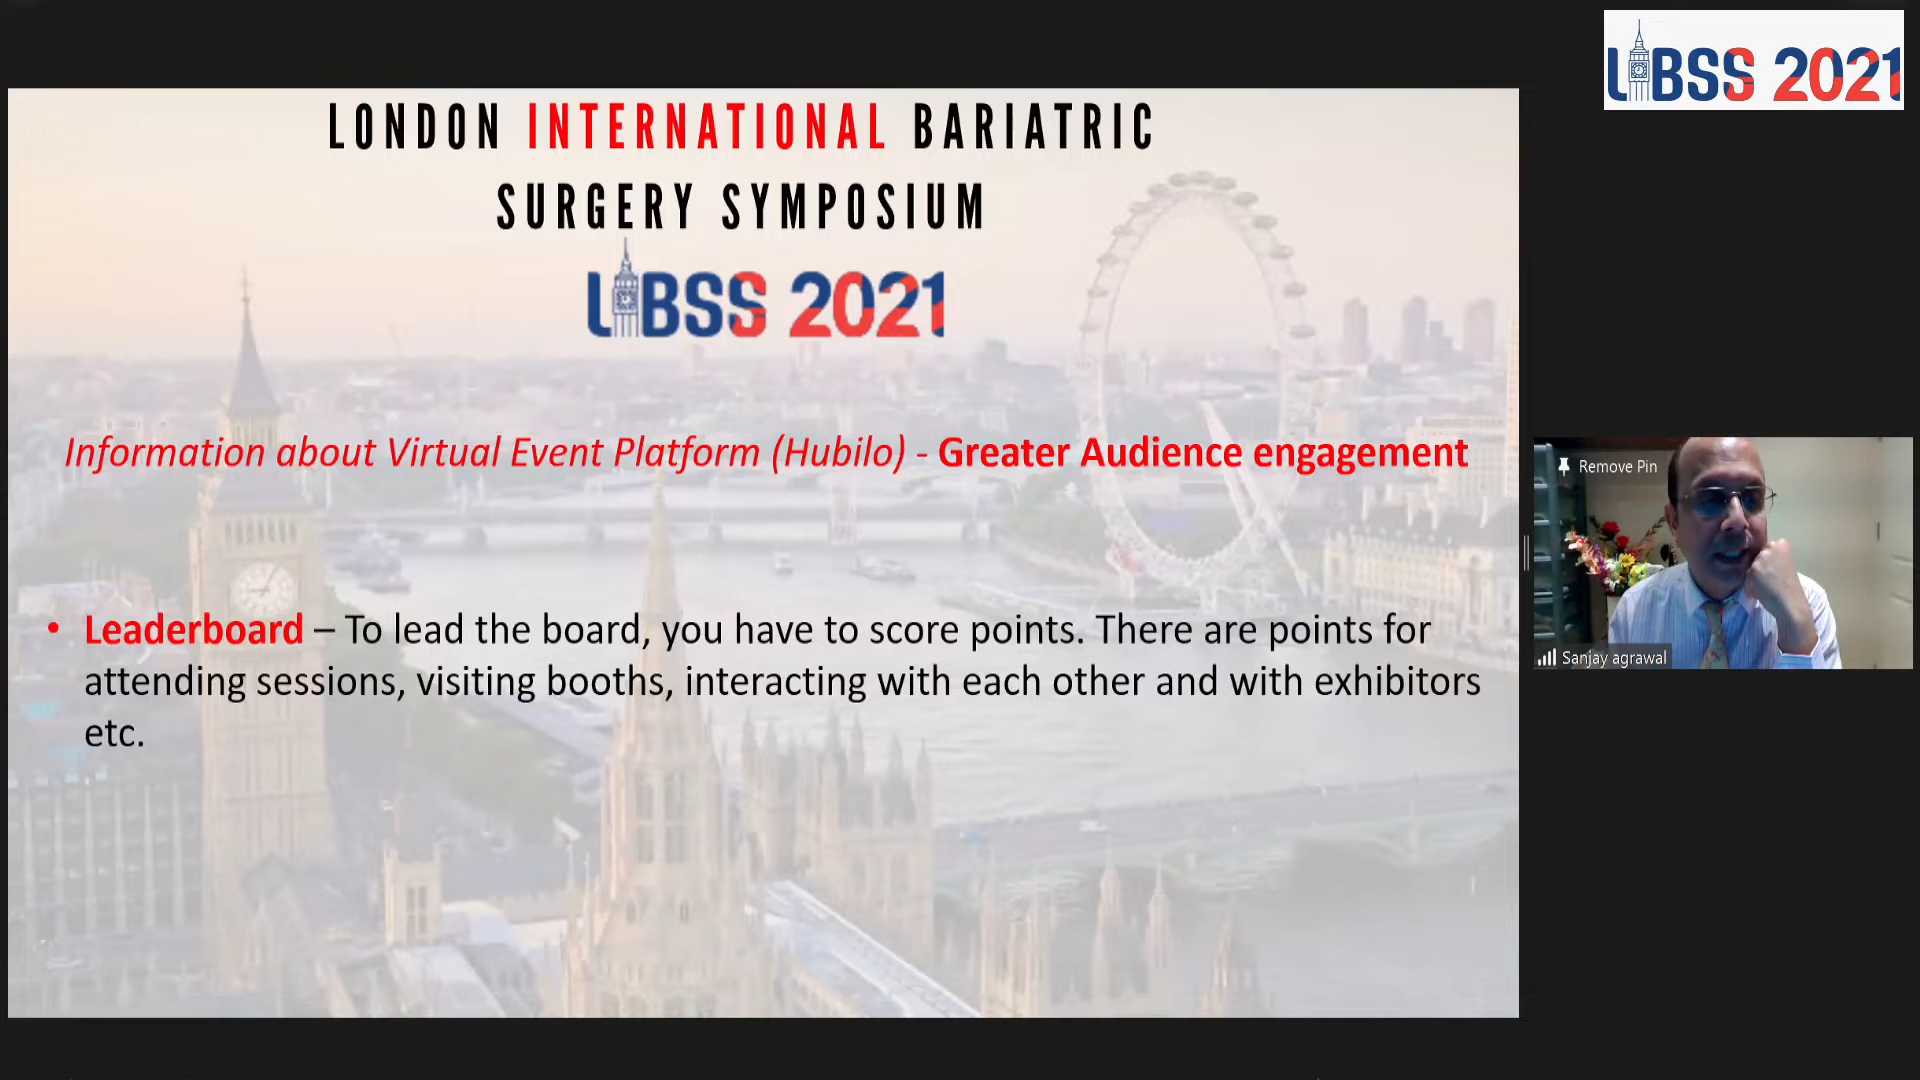 LIBSS 2021
LONDON INTERNATIONAL BARIATRIC
SURGERY SYMPOSIUM
LIBSS 2021
Information about Virtual Event Platform (Hubilo) - Greater Audience engagement
• Leaderboard – To lead the board, you have to score points. There are points for
attending sessions, visiting booths, interacting with each other and with exhibitors
etc.
Remove Pin
Sanjay agrawal